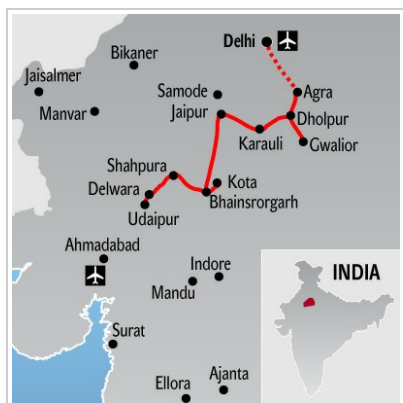 Delhi
Bikaner
Jaisalmer
Samode
Agra
Manvar
Jaipur
Dholpur
Karauli
Gwalior
Shahpura
Kota
Delwara
Bhainsrorgarh
Udaipur
Ahmadabad
Indore
INDIA
Mandu
Surat
Ajanta
Ellora